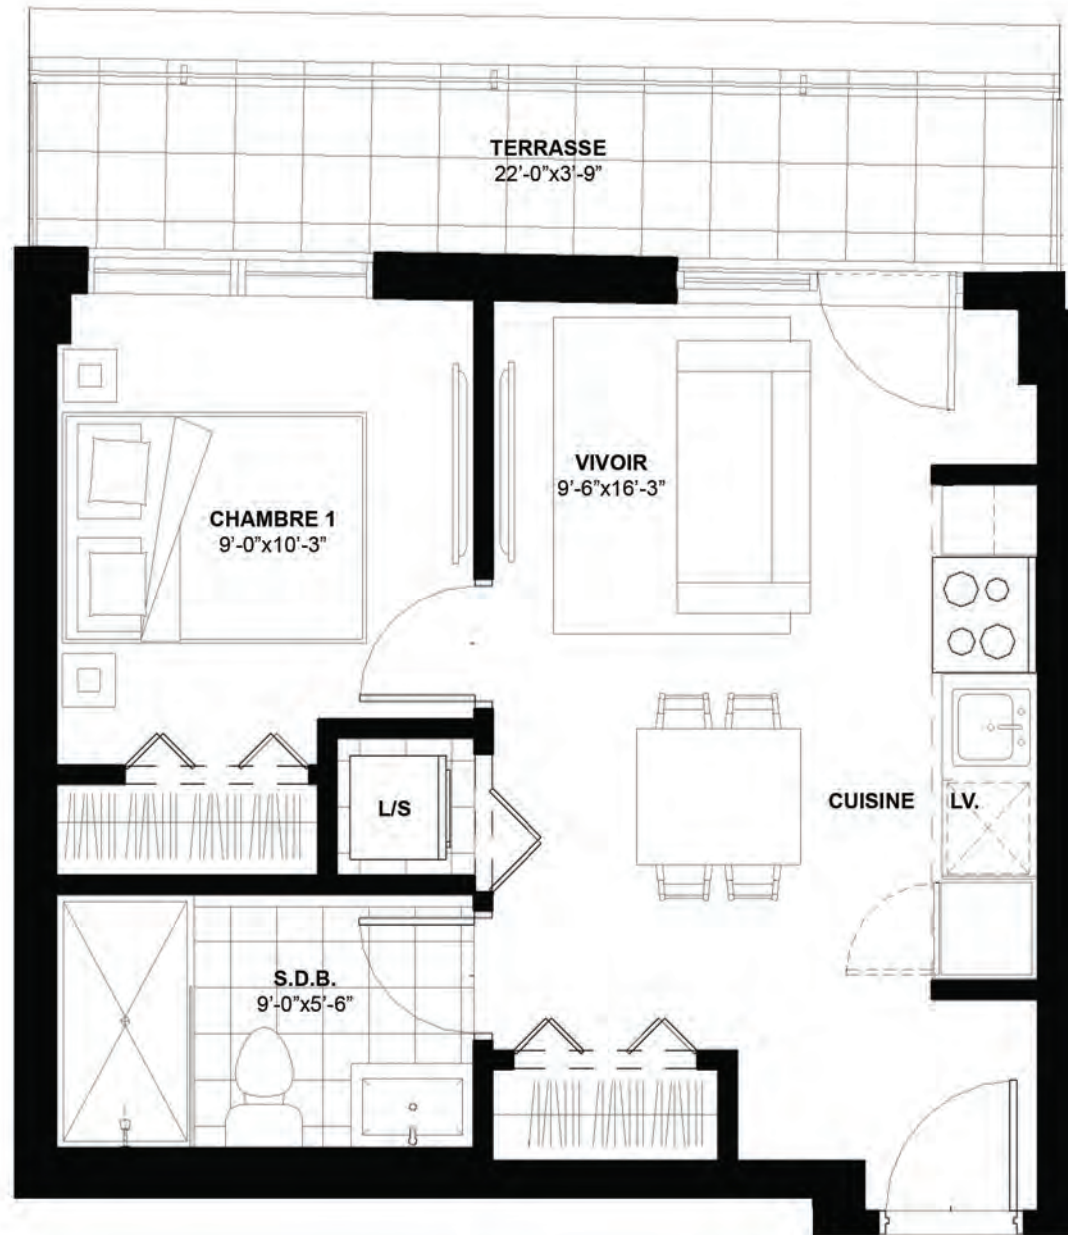 TERRASSE
22'-0"x3'-9"
VIVOIR
9'-6"x16'-3"
CHAMBRE 1
9'-0"x10'-3"
L/S
CUISINE
LV.
S.D.B.
9'-0"x5'-6"